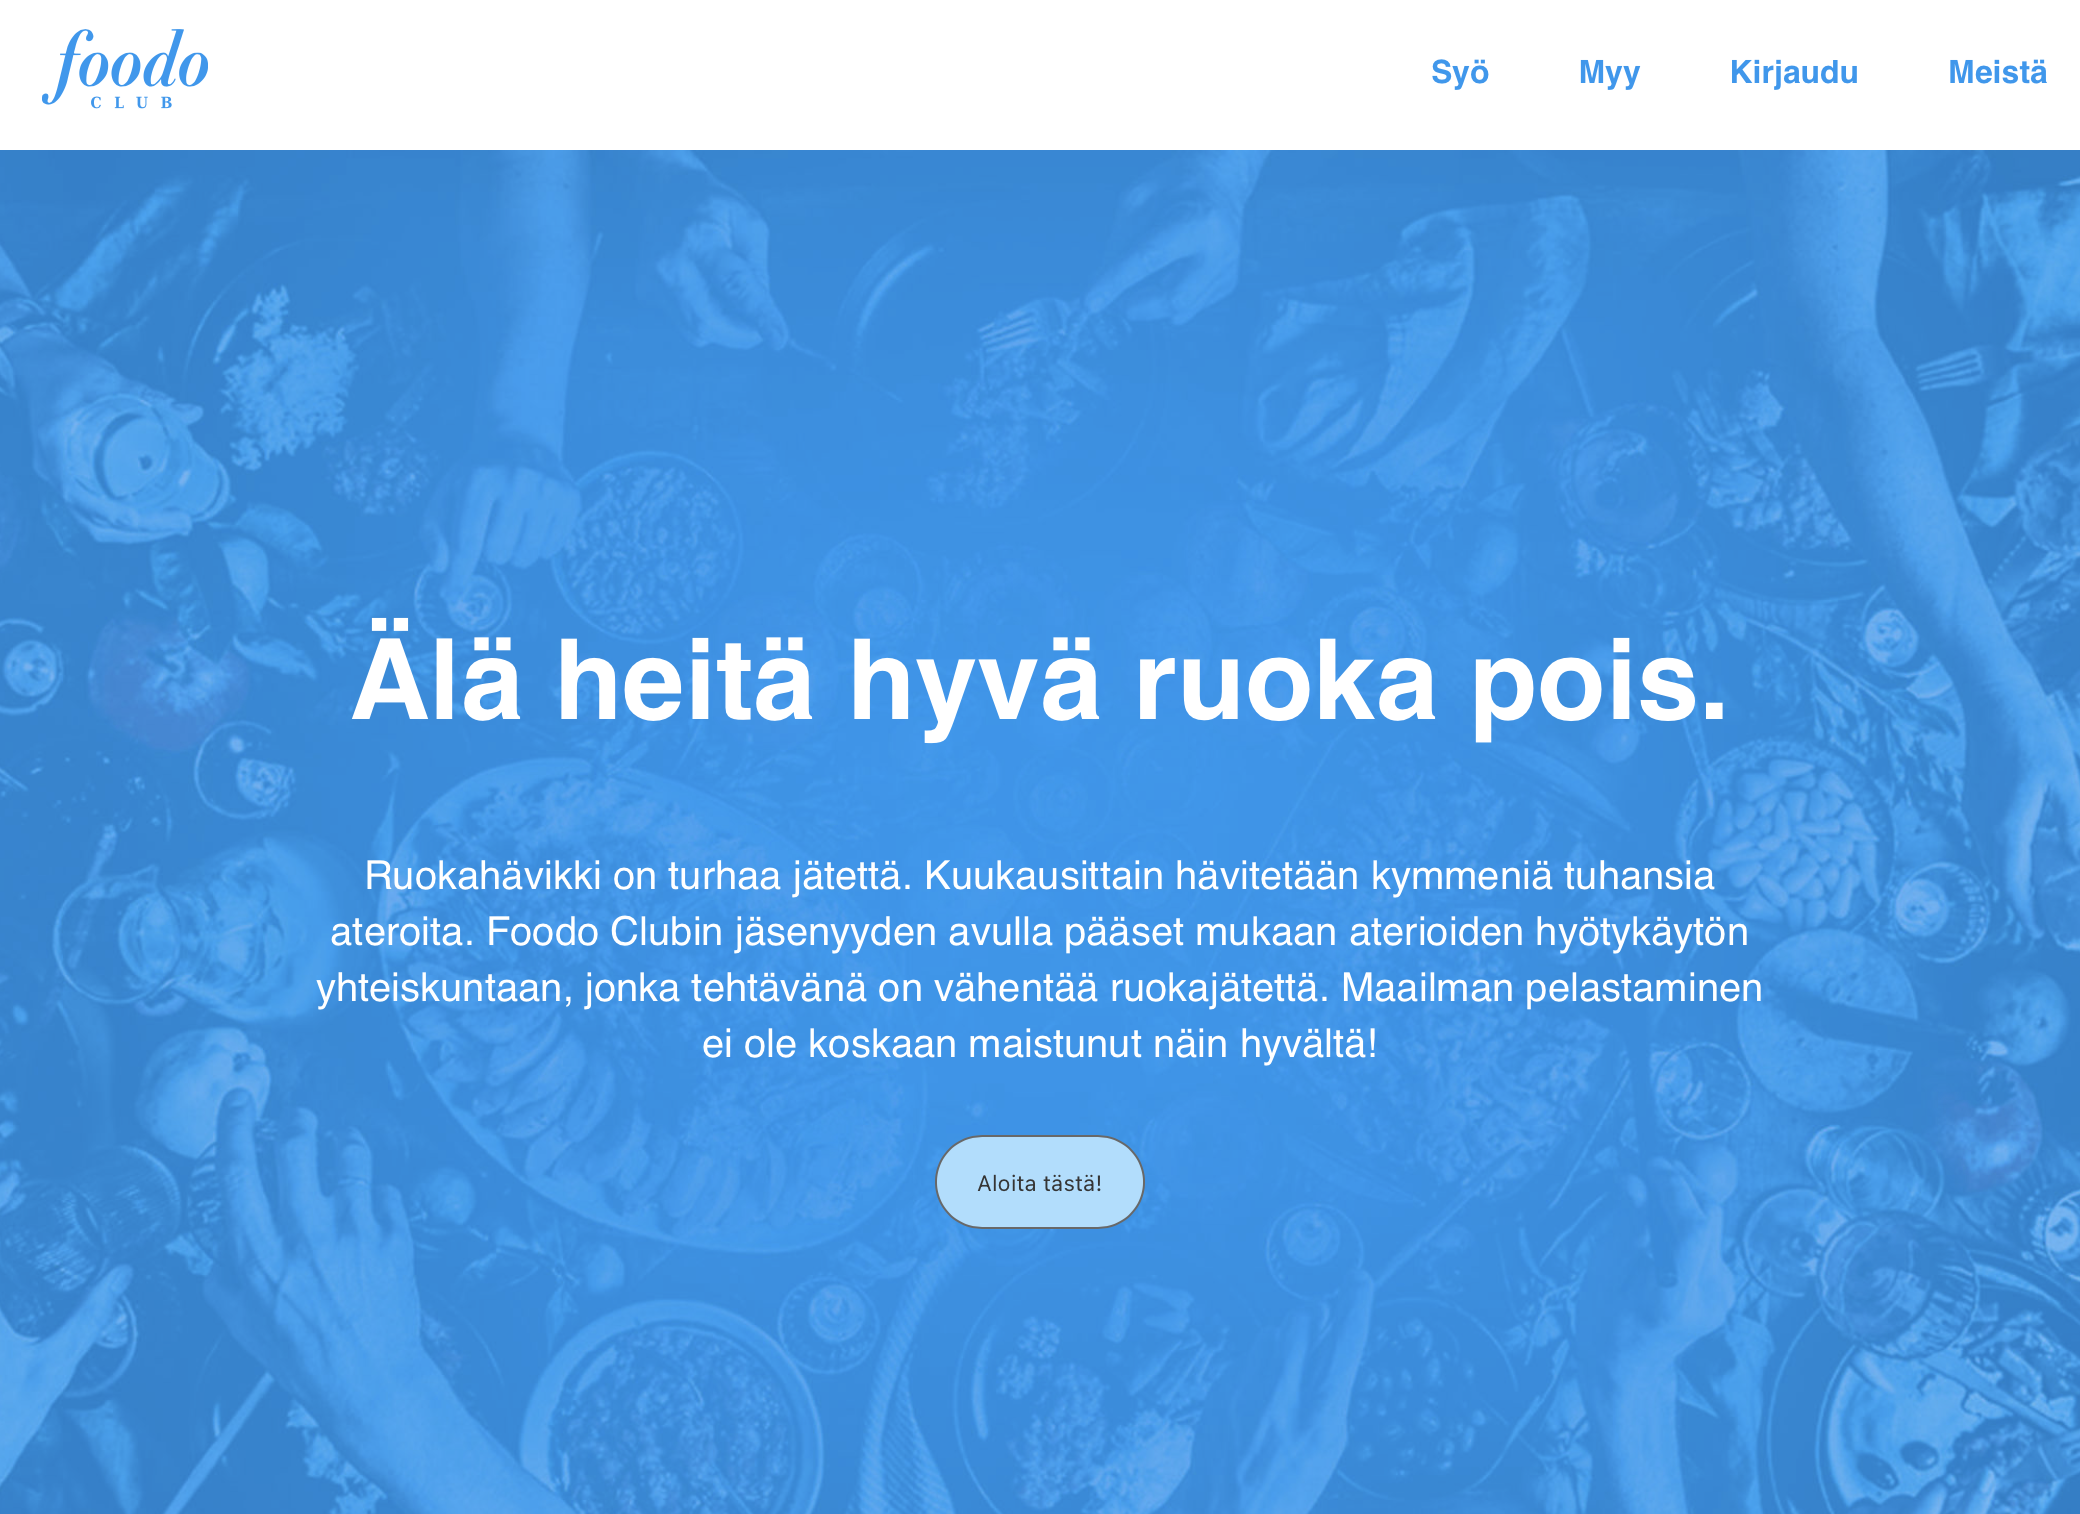 foodo
CLUB
Syö Myy Kirjaudu Meistä
Älä heitä hyvä ruoka pois.
Ruokahävikki on turhaa jätettä. Kuukausittain hävitetään kymmeniä tuhansia
ateroita. Foodo Clubin jäsenyyden avulla pääset mukaan aterioiden hyötykäytön
yhteiskuntaan, jonka tehtävänä on vähentää ruokajätettä. Maailman pelastaminen
ei ole koskaan maistunut näin hyvältä!
Aloita tästä!